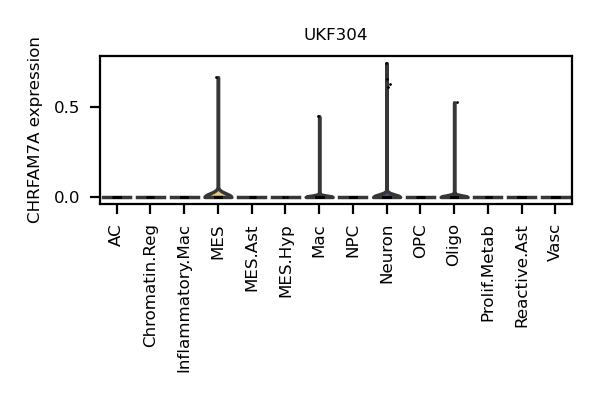 UKF304
CHRFAM7A expression
0.5
0.0
AC
Chromatin.Reg
Inflammatory.Mac
MES
MES.Ast
MES.Hyp
Mac
NPC
Neuron
OPC
Oligo
Prolif.Metab
Reactive.Ast
Vasc